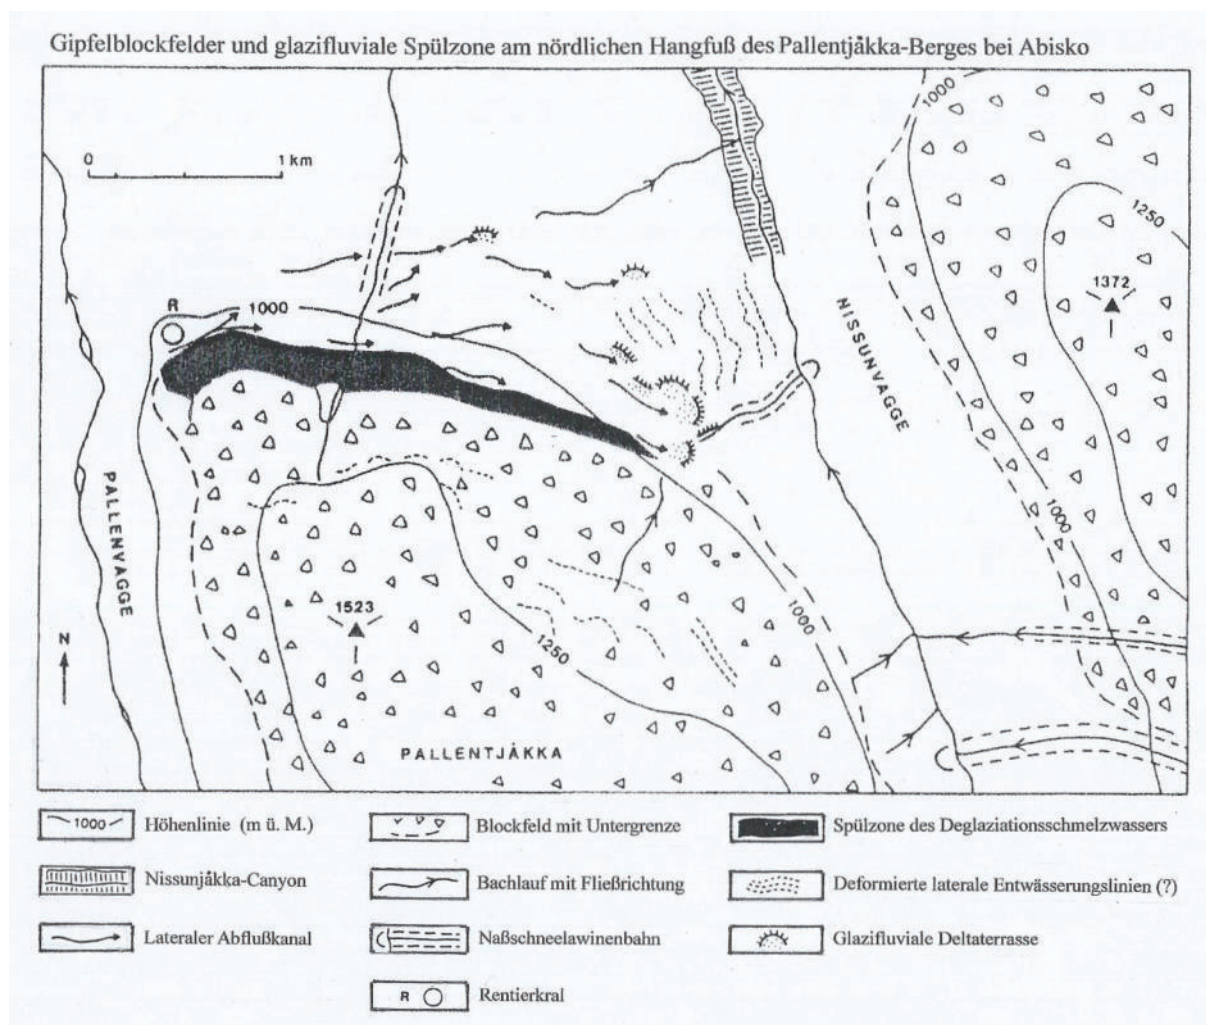 Gipfelblockfelder und glazifluviale Spülzone am nördlichen Hangfuß des Pallentjåkka-Berges bei Abisko
1000
0 1 km
1250
1372
R
1000
NISSUNVAGGE
PALLENVAGGE
1000
1523
1000
N
1250
PALLENTJÅKKA
1000 Höhenlinie (m ü. M.)
Blockfeld mit Untergrenze
Spülzone des Deglaziationsschmelzwassers
Nissunjåkka-Canyon
Bachlauf mit Fließrichtung
Deformierte laterale Entwässerungslinien (?)
Lateraler Abflußkanal
Naßschneelawinenbahn
Glazifluviale Deltaterrasse
R Rentierkral